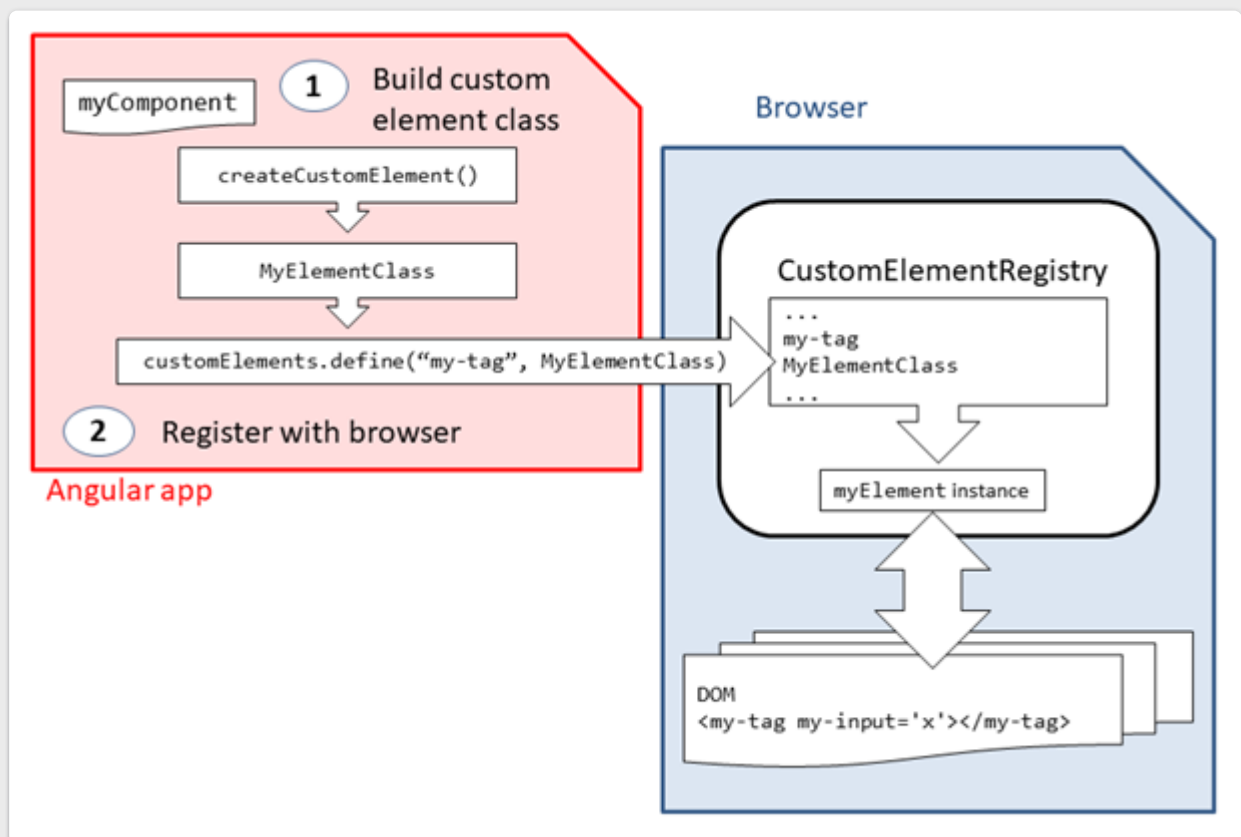 myComponent
1
Build custom
element class
createCustomElement()
MyElementClass
customElements.define(“my-tag”, MyElementClass)
2
Register with browser
Angular app
Browser
CustomElementRegistry
...
my-tag
MyElementClass
...
myElement instance
DOM
<my-tag my-input='x'></my-tag>